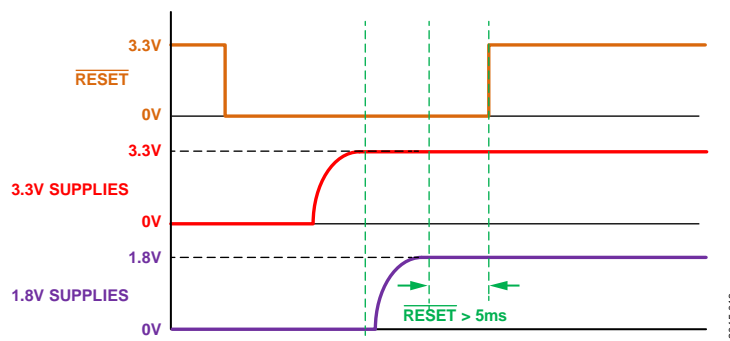 3.3V
RESET
0V
3.3V
3.3V SUPPLIES
0V
1.8V
1.8V SUPPLIES
RESET > 5ms
0V